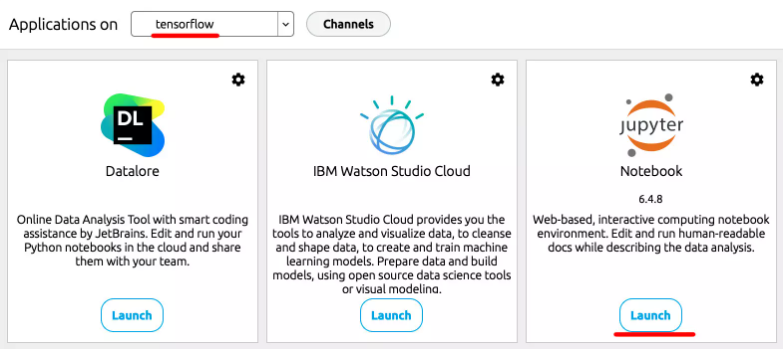 Applications on tensorflow Channels
DL
Datalore
Online Data Analysis Tool with smart coding
assistance by JetBrains. Edit and run your
Python notebooks in the cloud and share
them with your team.
Launch
IBM Watson Studio Cloud
IBM Watson Studio Cloud provides you the
tools to analyze and visualize data, to cleanse
and shape data, to create and train machine
learning models. Prepare data and build
models, using open source data science tools
or visual modeling.
Launch
jupyter
Notebook
6.4.8
Web-based, interactive computing notebook
environment. Edit and run human-readable
docs while describing the data analysis.
Launch